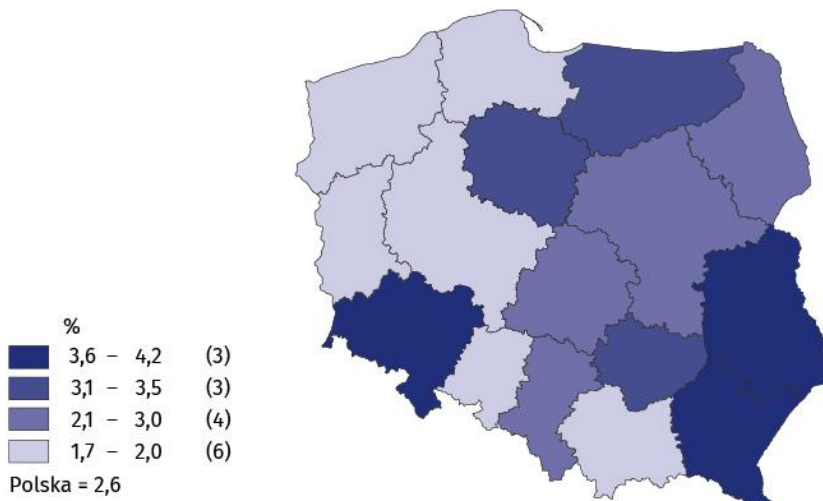 %
3,6 – 4,2 (3)
3,1 – 3,5 (3)
2,1 – 3,0 (4)
1,7 – 2,0 (6)
Polska = 2,6